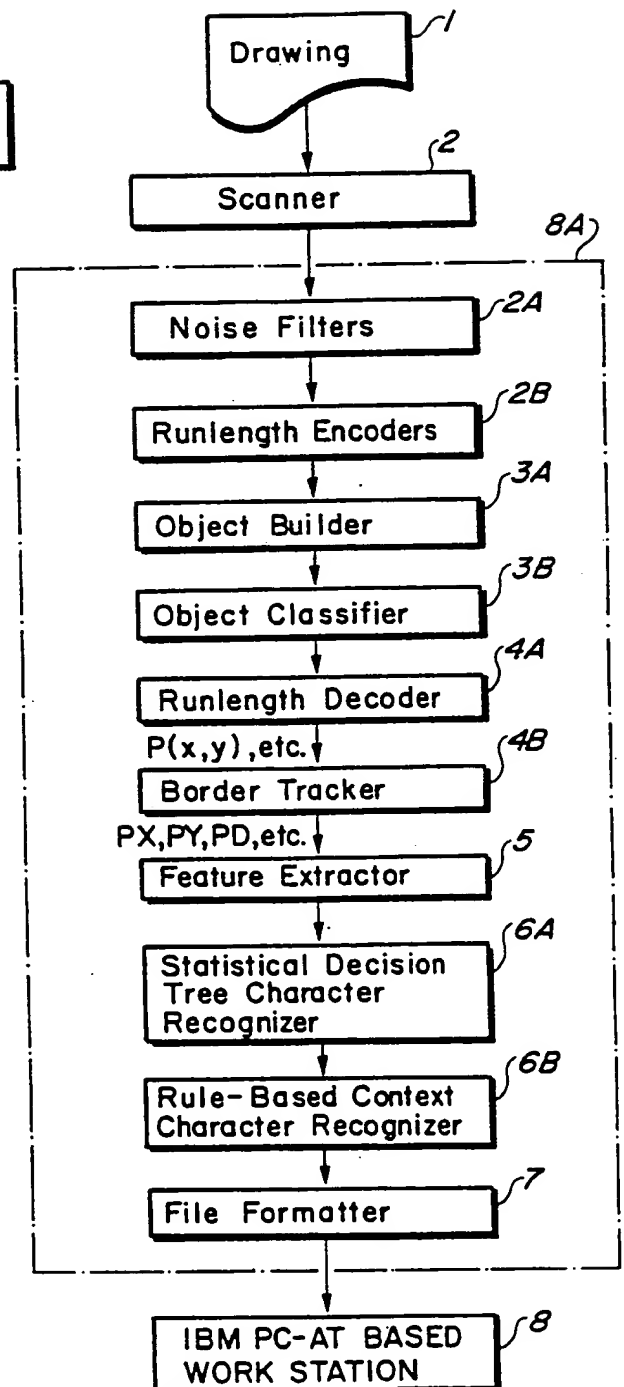 1
Drawing
2
Scanner
8A
2A
Noise Filters
2B
Runlength Encoders
3A
Object Builder
3B
Object Classifier
4A
Runlength Decoder
P(x,y),etc.
4B
Border Tracker
PX,PY,PD,etc.
5
Feature Extractor
6A
Statistical Decision
Tree Character
Recognizer
6B
Rule-Based Context
Character Recognizer
7
File Formatter
8
IBM PC-AT BASED
WORK STATION